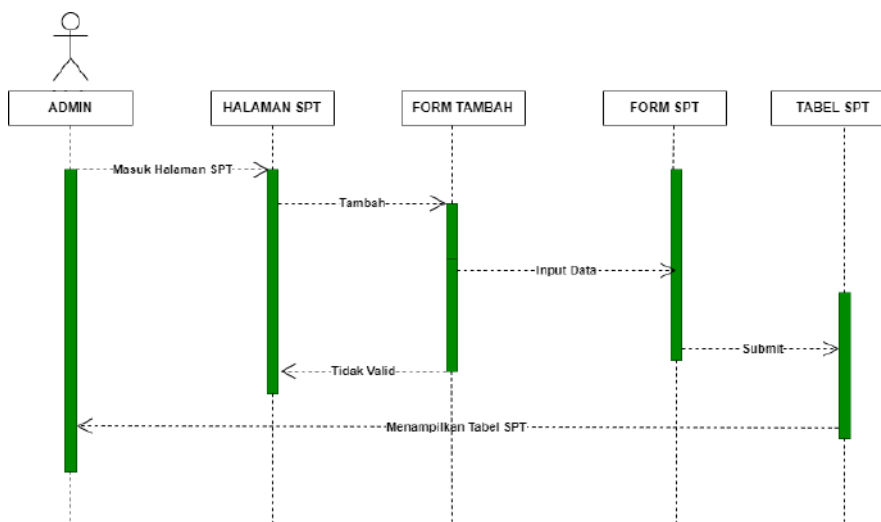 ADMIN
HALAMAN SPT
FORM TAMBAH
FORM SPT
TABEL SPT
Masuk Halaman SPT
Tambah
Input Data
Submit
Tidak Valid
Menampilkan Tabel SPT